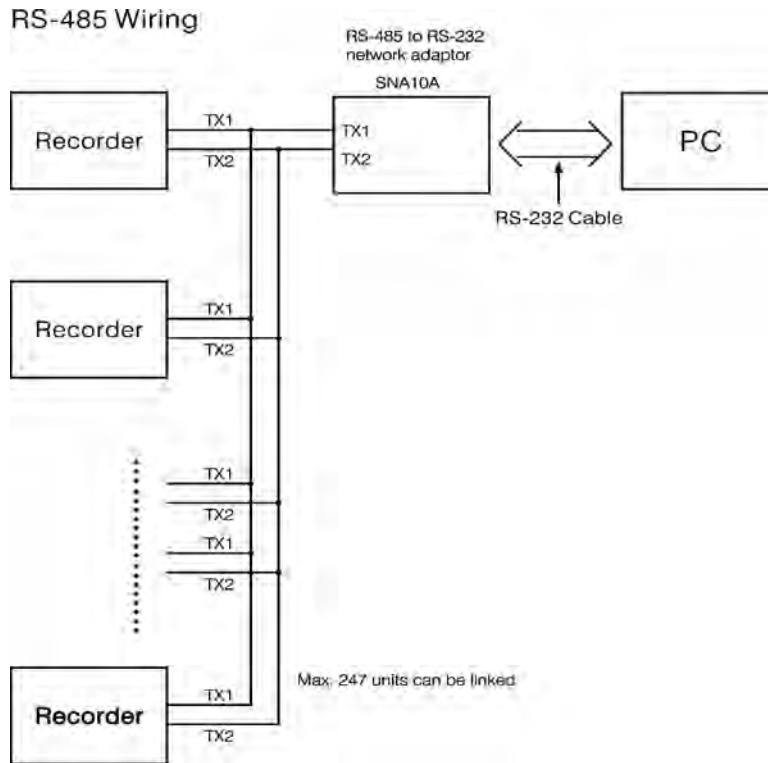 RS-485 Wiring
RS-485 to RS-232
network adaptor
SNA10A
Recorder
TX1
TX2
TX1
TX2
PC
RS-232 Cable
Recorder
TX1
TX2
TX1
TX2
TX1
TX2
Max. 247 units can be linked
Recorder
TX1
TX2